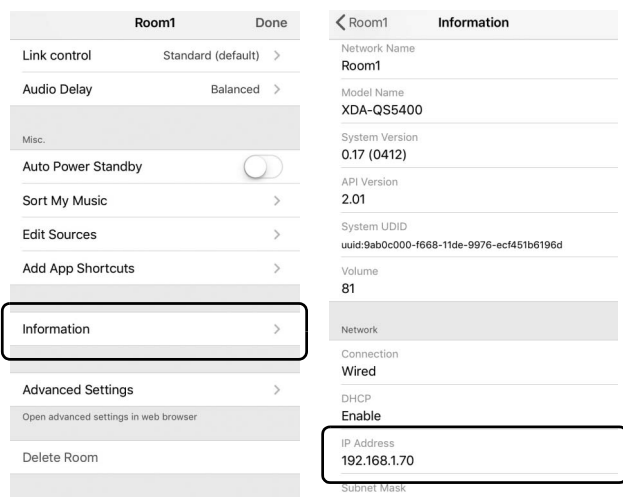 Room1 Done
Link control Standard (default)
Audio Delay Balanced
Misc.
Auto Power Standby
Sort My Music
Edit Sources
Add App Shortcuts
Information
Advanced Settings
Open advanced settings in web browser
Delete Room
Room1 Information
Network Name
Room1
Model Name
XDA-QS5400
System Version
0.17 (0412)
API Version
2.01
System UDID
uuid:9ab0c000-f668-11de-9976-ecf451b6196d
Volume
81
Network
Connection
Wired
DHCP
Enable
IP Address
192.168.1.70
Subnet Mask